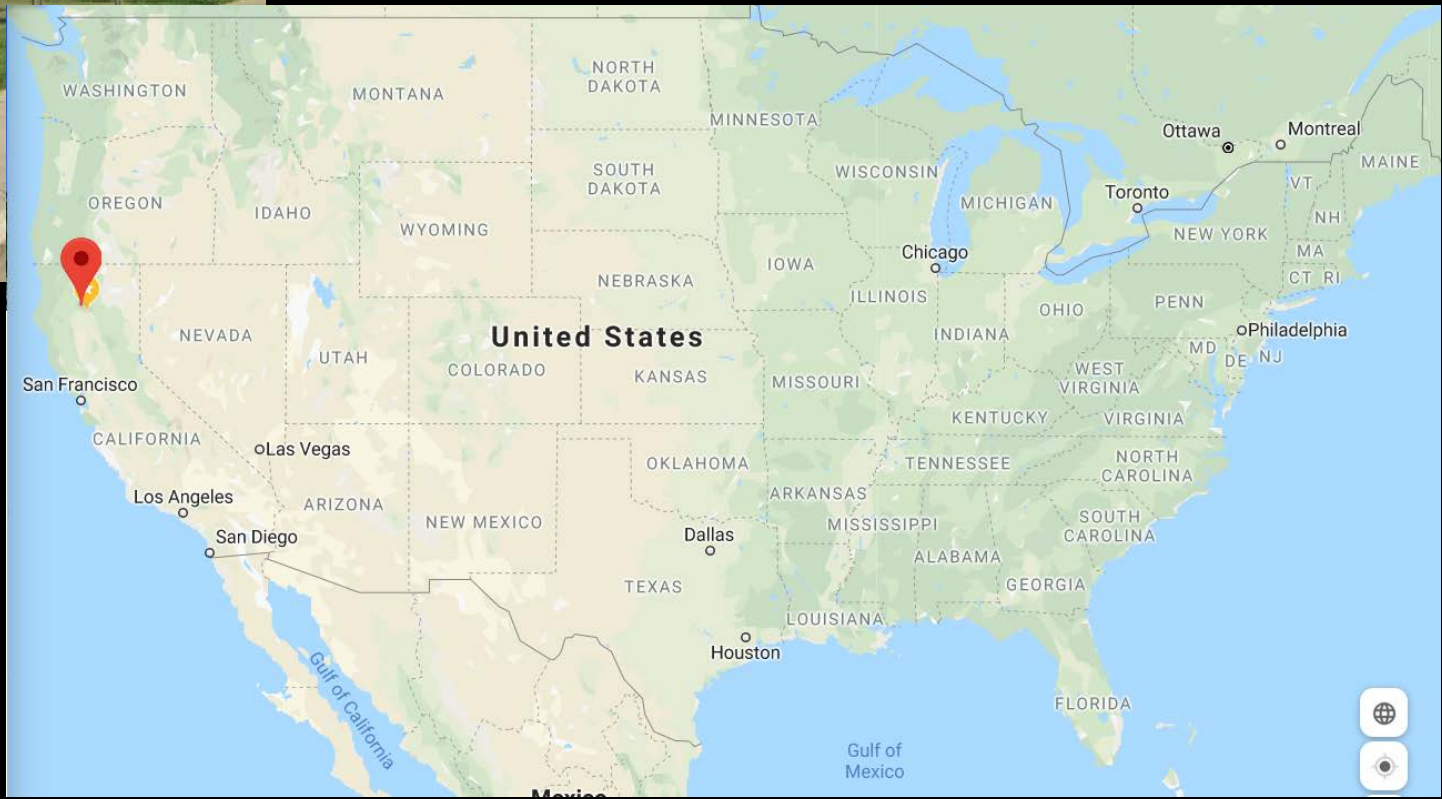 WASHINGTON
MONTANA
NORTH
DAKOTA
MINNESOTA
Ottawa
Montreal
MAINE
SOUTH
DAKOTA
WISCONSIN
VT
OREGON
IDAHO
WYOMING
MICHIGAN
Toronto
NH
NEW YORK
MA
CT RI
Chicago
IOWA
NEBRASKA
ILLINOIS
OHIO
PENN
NEVADA
United States
INDIANA
Philadelphia
UTAH
COLORADO
KANSAS
MISSOURI
WEST
VIRGINIA
MD
DE
NJ
San Francisco
KENTUCKY
VIRGINIA
CALIFORNIA
Las Vegas
OKLAHOMA
TENNESSEE
NORTH
CAROLINA
Los Angeles
ARIZONA
NEW MEXICO
ARKANSAS
MISSISSIPPI
SOUTH
CAROLINA
San Diego
Dallas
ALABAMA
TEXAS
GEORGIA
LOUISIANA
Houston
Gulf of California
FLORIDA
Gulf of
Mexico
Mexico